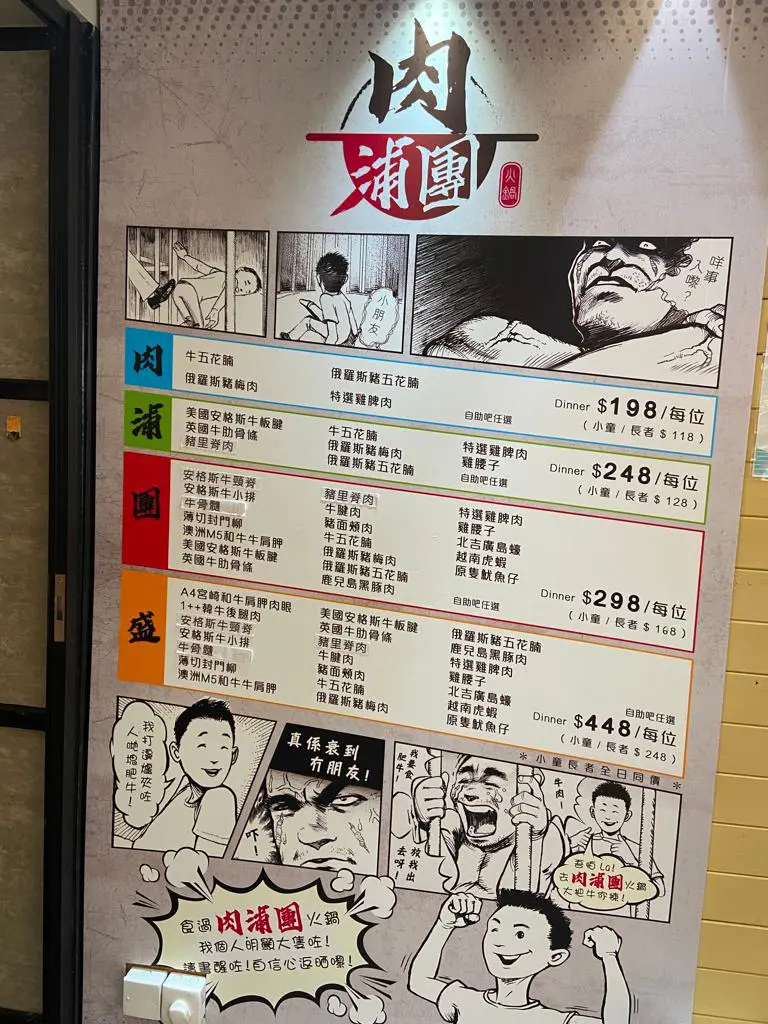 肉
浦團
火鍋
小朋友
咩事入嚟?
肉
牛五花腩
俄羅斯豬五花腩
俄羅斯豬梅肉
特選雞脾肉
自助吧任選
Dinner $198/每位
( 小童 / 長者 $ 118 )
浦
美國安格斯牛板腱
牛五花腩
特選雞脾肉
英國牛肋骨條
俄羅斯豬梅肉
雞腰子
豬里脊肉
俄羅斯豬五花腩
自助吧任選
Dinner $248/每位
( 小童 / 長者 $ 128 )
團
安格斯牛頸脊
豬里脊肉
特選雞脾肉
安格斯牛小排
牛腱肉
雞腰子
牛骨髓
豬面頰肉
北吉廣島蠔
薄切封門柳
牛五花腩
越南虎蝦
澳洲M5和牛牛肩胛
俄羅斯豬梅肉
原隻魷魚仔
美國安格斯牛板腱
俄羅斯豬五花腩
英國牛肋骨條
鹿兒島黑豚肉
自助吧任選
Dinner $298/每位
( 小童 / 長者 $ 168 )
盛
A4宮崎和牛肩胛肉眼
美國安格斯牛板腱
俄羅斯豬五花腩
1++韓牛後腿肉
英國牛肋骨條
鹿兒島黑豚肉
安格斯牛頸脊
豬里脊肉
特選雞脾肉
安格斯牛小排
牛腱肉
雞腰子
牛骨髓
豬面頰肉
北吉廣島蠔
薄切封門柳
牛五花腩
越南虎蝦
澳洲M5和牛牛肩胛
俄羅斯豬梅肉
原隻魷魚仔
自助吧任選
Dinner $448/每位
( 小童 / 長者 $ 248 )
* 小童長者全日同價 *
我打邊爐夾咗
人哋塊肥牛!
真係衰到
冇朋友!
吓!
我要食肥牛
放我出去呀!
牛肉!
吾怕La!
去肉浦團火鍋
大把牛你揀!
食過肉浦團火鍋
我個人明顯大隻咗!
讀書醒咗!自信心返晒嚟!